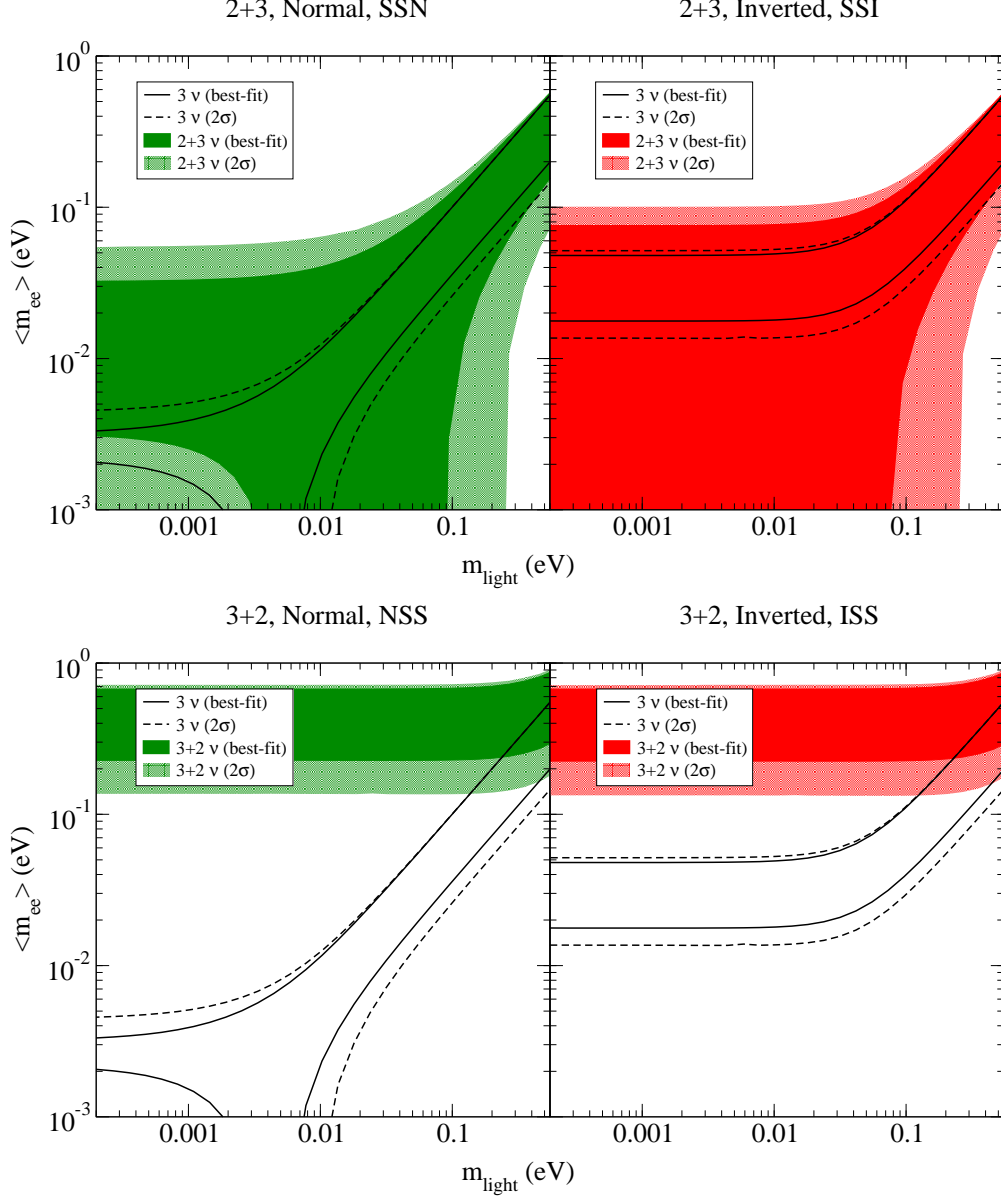 2+3, Normal, SSN
2+3, Inverted, SSI
10^0
10^-1
10^-2
10^-3
<m_ee> (eV)
3 ν (best-fit)
3 ν (2σ)
2+3 ν (best-fit)
2+3 ν (2σ)
3 ν (best-fit)
3 ν (2σ)
2+3 ν (best-fit)
2+3 ν (2σ)
0.001 0.01 0.1
0.001 0.01 0.1
m_light (eV)
m_light (eV)
3+2, Normal, NSS
3+2, Inverted, ISS
10^0
10^-1
10^-2
10^-3
<m_ee> (eV)
3 ν (best-fit)
3 ν (2σ)
3+2 ν (best-fit)
3+2 ν (2σ)
3 ν (best-fit)
3 ν (2σ)
3+2 ν (best-fit)
3+2 ν (2σ)
0.001 0.01 0.1
0.001 0.01 0.1
m_light (eV)
m_light (eV)